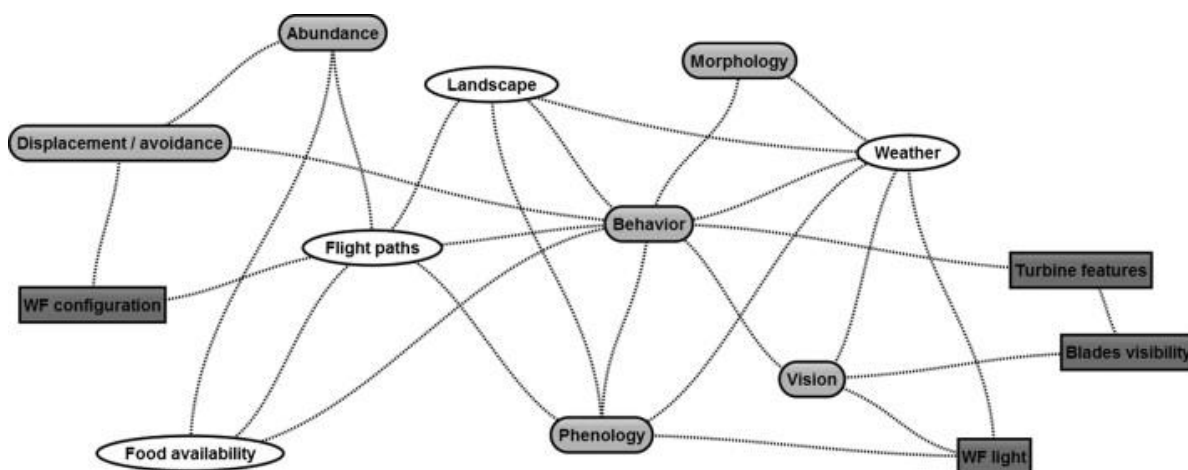 Abundance
Landscape
Morphology
Displacement / avoidance
Weather
Behavior
Flight paths
Turbine features
WF configuration
Blades visibility
Vision
Phenology
Food availability
WF light